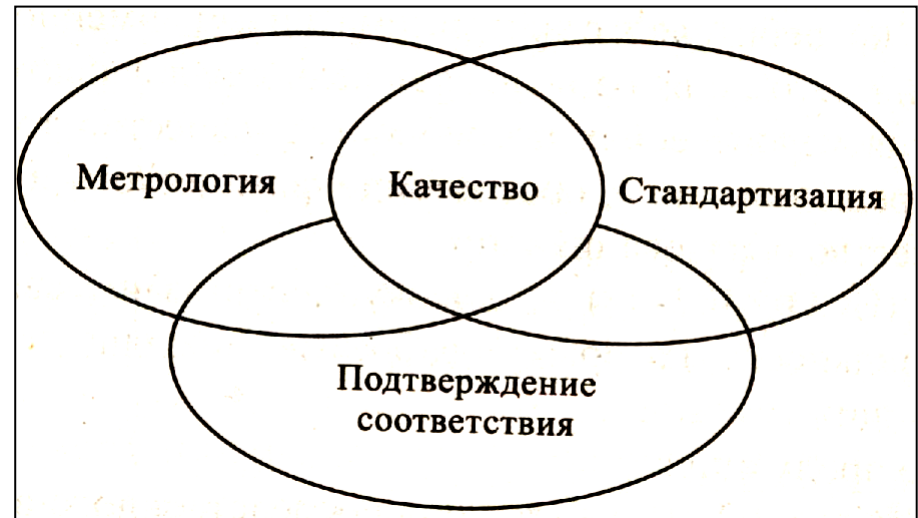 Метрология
Качество
Стандартизация
Подтверждение
соответствия